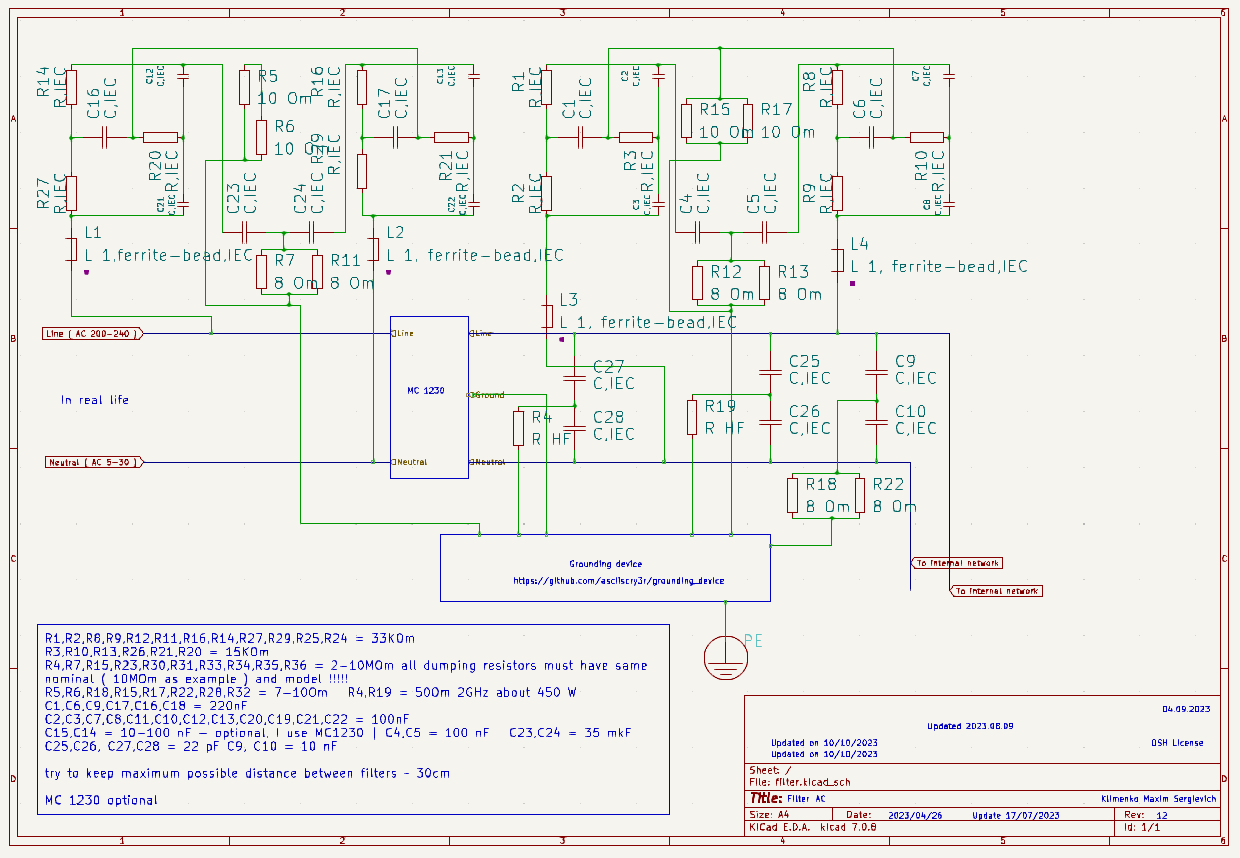 1 2 3 4 5 6
A
B
C
D
R14
R,IEC
C16
C,IEC
C12
C,IEC
R5
10 Om
R6
R16
R,IEC
C17
C,IEC
C13
C,IEC
R1
R,IEC
C1
C,IEC
C2
C,IEC
R15
10 Om
R17
10 Om
R8
R,IEC
C6
C,IEC
C7
C,IEC
R27
R,IEC
R20
R,IEC
C21
C,IEC
C23
C,IEC
C24
C,IEC
R29
R,IEC
R21
R,IEC
C22
C,IEC
R2
R,IEC
R3
R,IEC
C3
C,IEC
C4
C,IEC
C5
C,IEC
R9
R,IEC
R10
R,IEC
C8
C,IEC
L1
L 1,ferrite-bead,IEC
R7
8 Om
R11
8 Om
L2
L 1, ferrite-bead,IEC
R12
8 Om
R13
8 Om
L4
L 1, ferrite-bead,IEC
L3
L 1, ferrite-bead,IEC
Line ( AC 200-240 )
Line
Line
MC 1230
Ground
In real life
Neutral ( AC 5-30 )
Neutral
Neutral
C27
C,IEC
R4
R HF
C28
C,IEC
C25
C,IEC
R19
R HF
C26
C,IEC
C9
C,IEC
C10
C,IEC
R18
8 Om
R22
8 Om
Grounding device
https://github.com/asciiscry3r/grounding_device
To internal network
To internal network
PE
R1,R2,R8,R9,R12,R11,R16,R14,R27,R29,R25,R24 = 33KOm
R3,R10,R13,R26,R21,R20 = 15KOm
R4,R7,R15,R23,R30,R31,R33,R34,R35,R36 = 2-10MOm all dumping resistors must have same
nominal ( 10MOm as example ) and model !!!!!
R5,R6,R18,R15,R17,R22,R28,R32 = 7-10Om R4,R19 = 50Om 2GHz about 450 W
C1,C6,C9,C17,C16,C18 = 220nF
C2,C3,C7,C8,C11,C10,C12,C13,C20,C19,C21,C22 = 100nF
C15,C14 = 10-100 nF - optional, I use MC1230 | C4,C5 = 100 nF C23,C24 = 35 mkF
C25,C26, C27,C28 = 22 pF C9, C10 = 10 nF
try to keep maximum possible distance between filters - 30cm
MC 1230 optional
04.09.2023
Updated 2023.08.09
Updated on 10/10/2023
OSH License
Updated on 10/10/2023
Sheet: /
File: filter.kicad_sch
Title: Filter AC Klimenko Maxim Sergievich
Size: A4 Date: 2023/04/26 Update 17/07/2023 Rev: 12
KiCad E.D.A. kicad 7.0.8 Id: 1/1
1 2 3 4 5 6